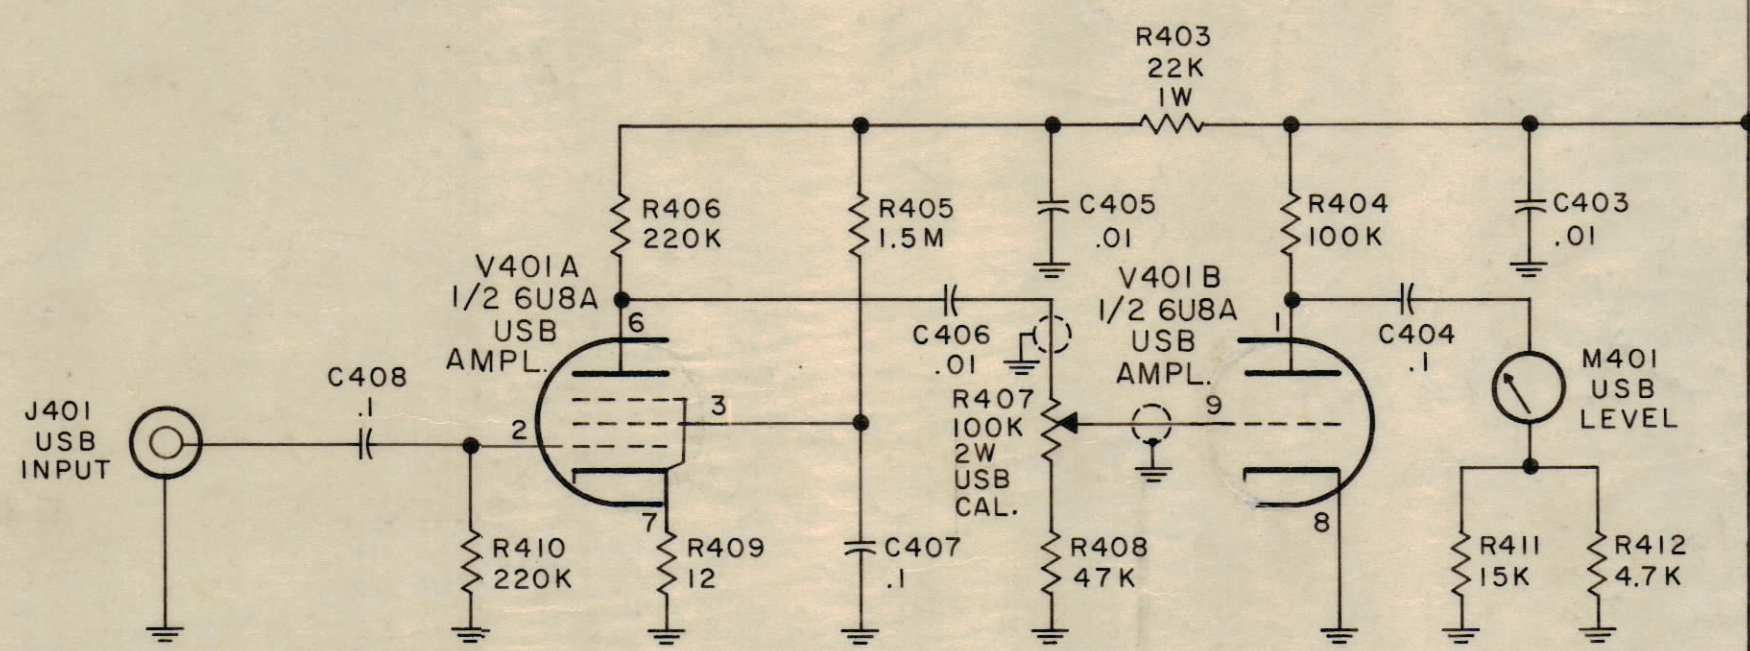 R403
22K
1W
R406
220K
R405
1.5M
C405
.01
R404
100K
C403
.01
V401A
1/2 6U8A
USB
AMPL.
6
C406
.01
V401B
1/2 6U8A
USB
AMPL.
1
C404
.1
M401
USB
LEVEL
J401
USB
INPUT
C408
.1
2
3
R407
100K
2W
USB
CAL.
9
7
8
R410
220K
R409
12
C407
.1
R408
47K
R411
15K
R412
4.7K